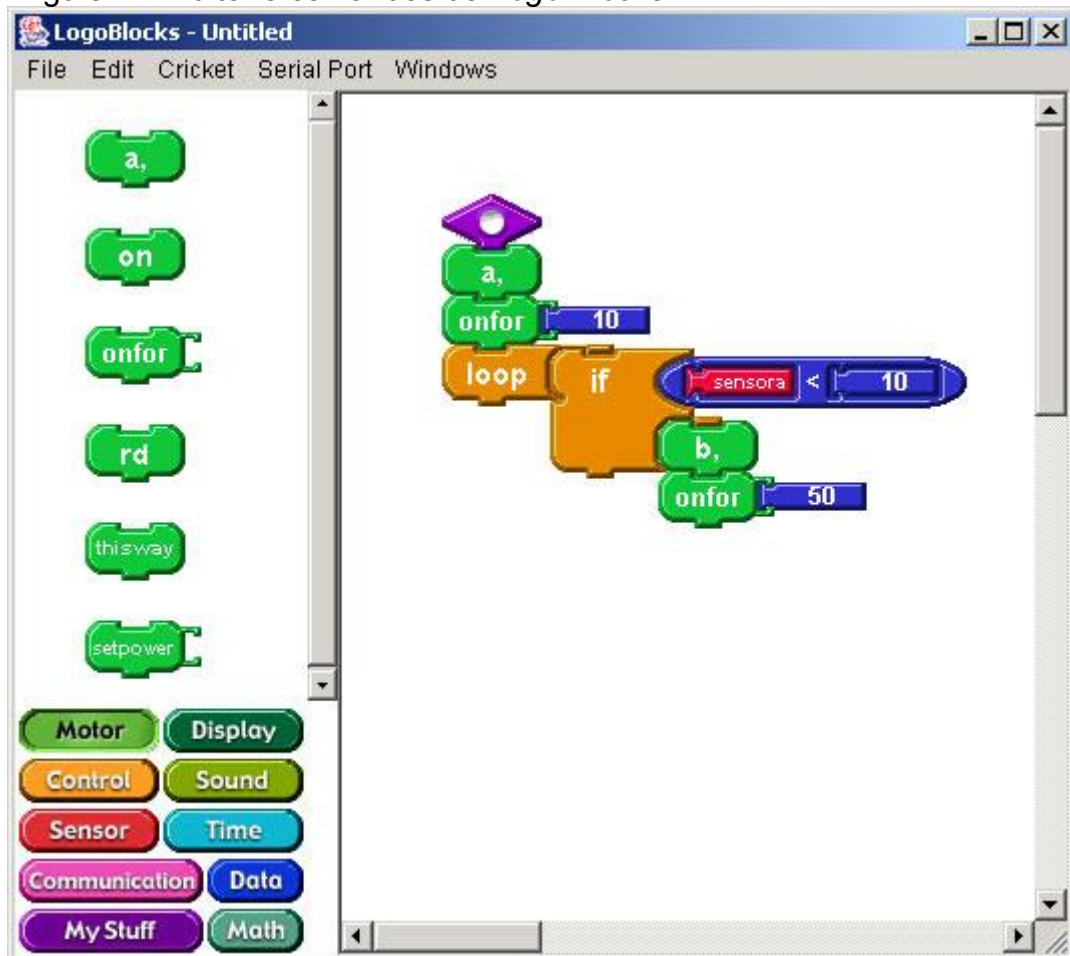 LogoBlocks - Untitled
File Edit Cricket Serial Port Windows
a,
on
onfor
rd
thisway
setpower
Motor Display
Control Sound
Sensor Time
Communication Data
My Stuff Math
a,
onfor 10
loop if sensora < 10
b,
onfor 50